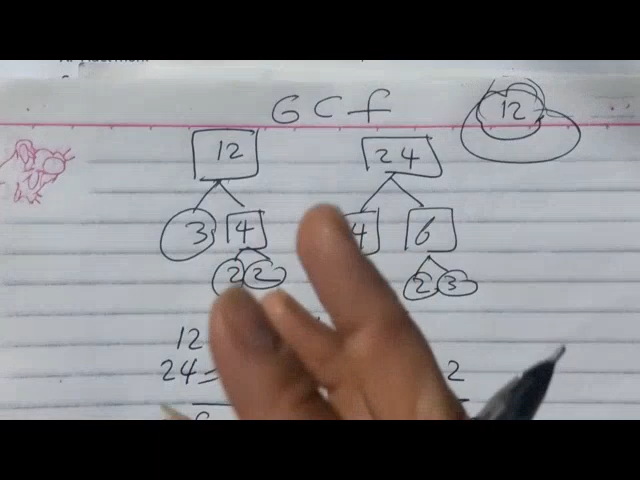 GCf 12
12 24
3 4 4 6
2 2 2 3
12
24 = 2